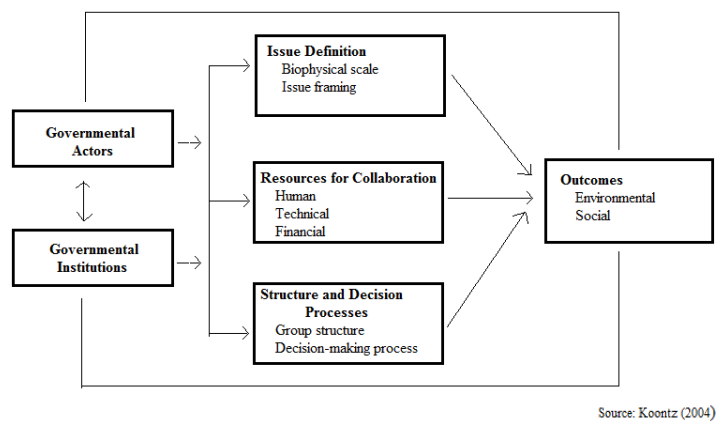 Governmental
Actors
Governmental
Institutions
Issue Definition
Biophysical scale
Issue framing
Resources for Collaboration
Human
Technical
Financial
Structure and Decision
Processes
Group structure
Decision-making process
Outcomes
Environmental
Social
Source: Koontz (2004)